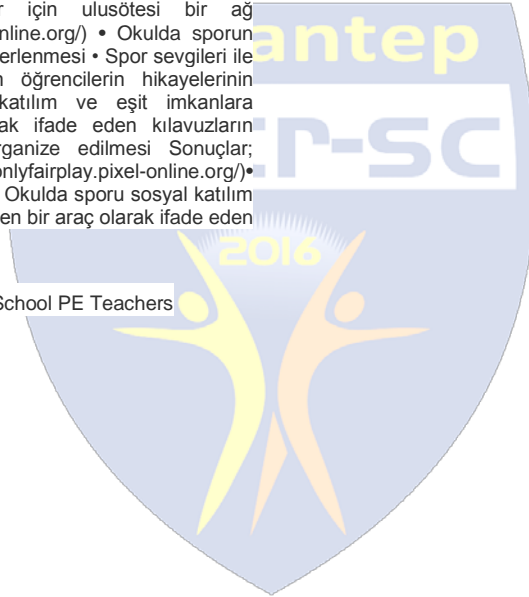 r için ulusötesi bir ağ
nline.org/) • Okulda sporun
erlenmesi • Spor sevgileri ile
n öğrencilerin hikayelerinin
katılım ve eşit imkanlara
ak ifade eden kılavuzların
rganize edilmesi Sonuçlar;
onlyfairplay.pixel-online.org/)•
Okulda sporu sosyal katılım
en bir araç olarak ifade eden
School PE Teachers
antep
ER-SC
2016